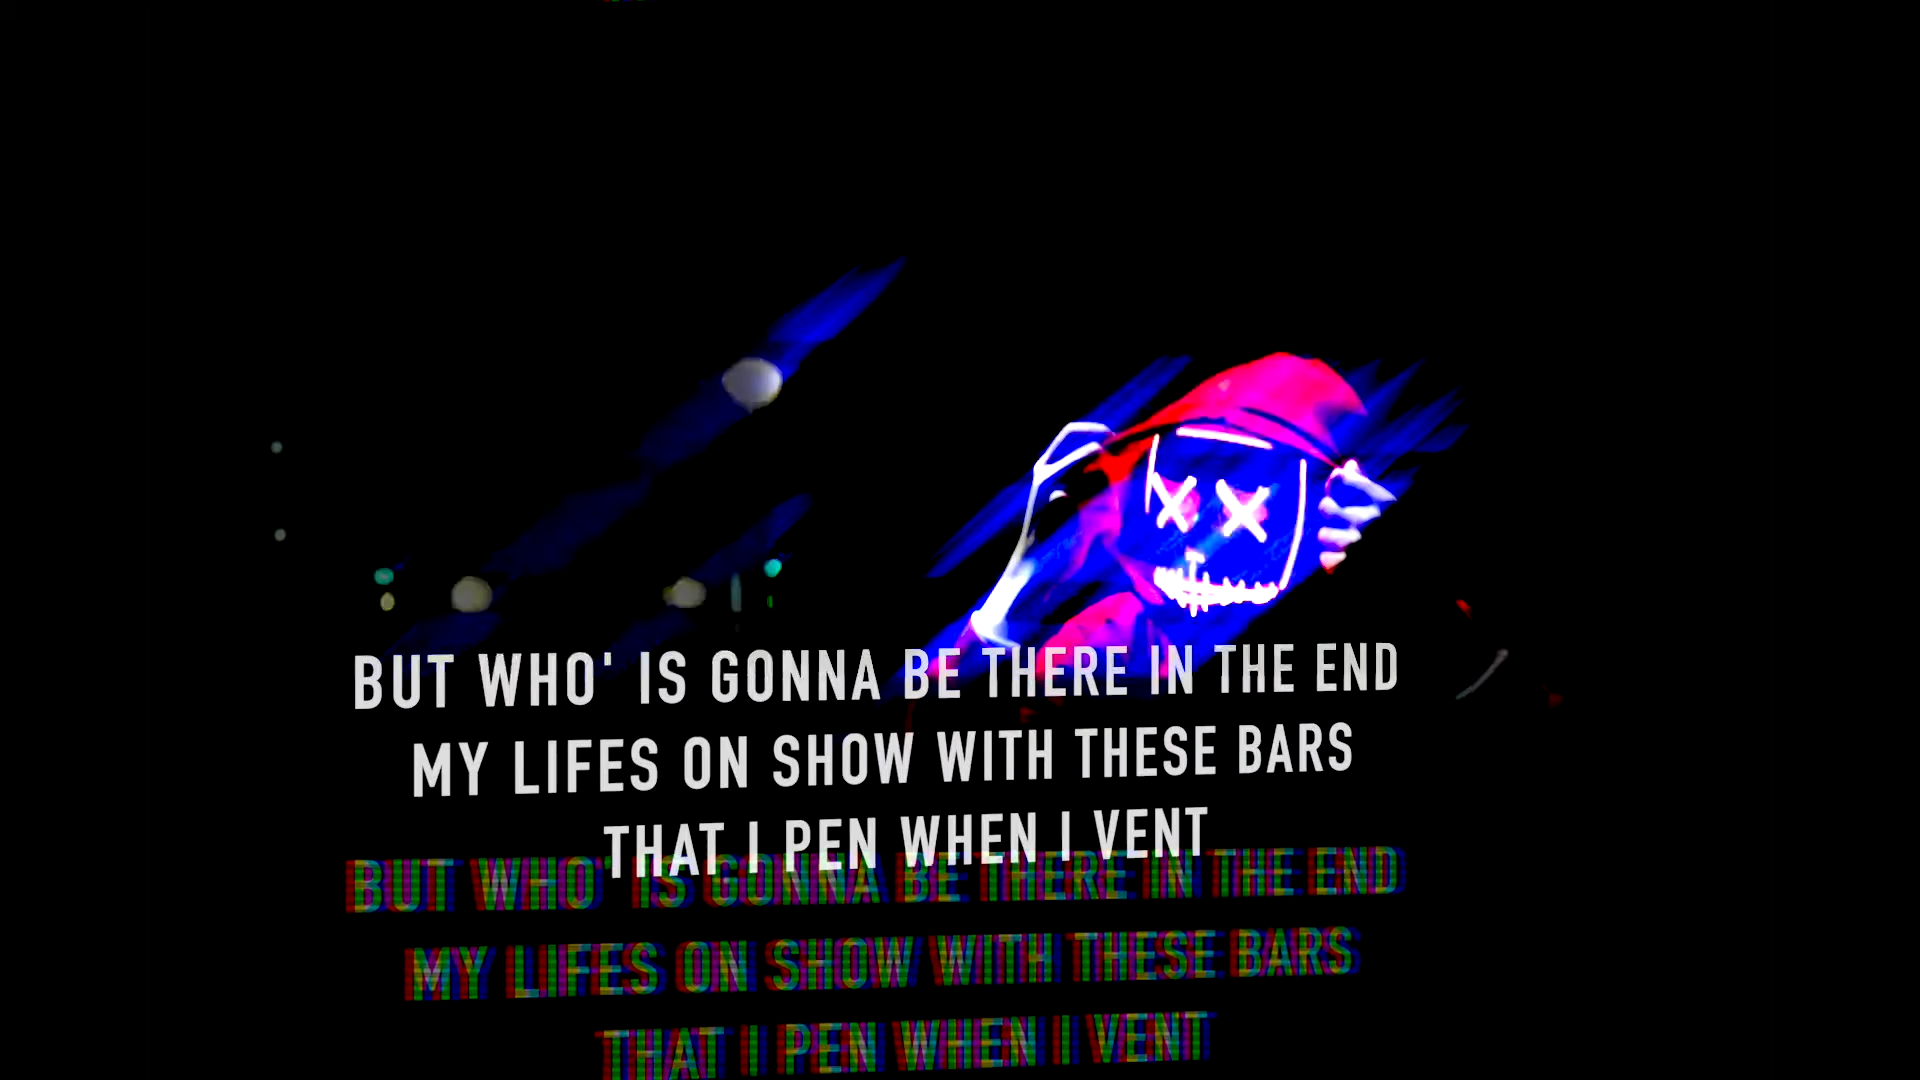 BUT WHO' IS GONNA BE THERE IN THE END
MY LIFES ON SHOW WITH THESE BARS
THAT I PEN WHEN I VENT
BUT WHO' IS GONNA BE THERE IN THE END
MY LIFES ON SHOW WITH THESE BARS
THAT I PEN WHEN I VENT